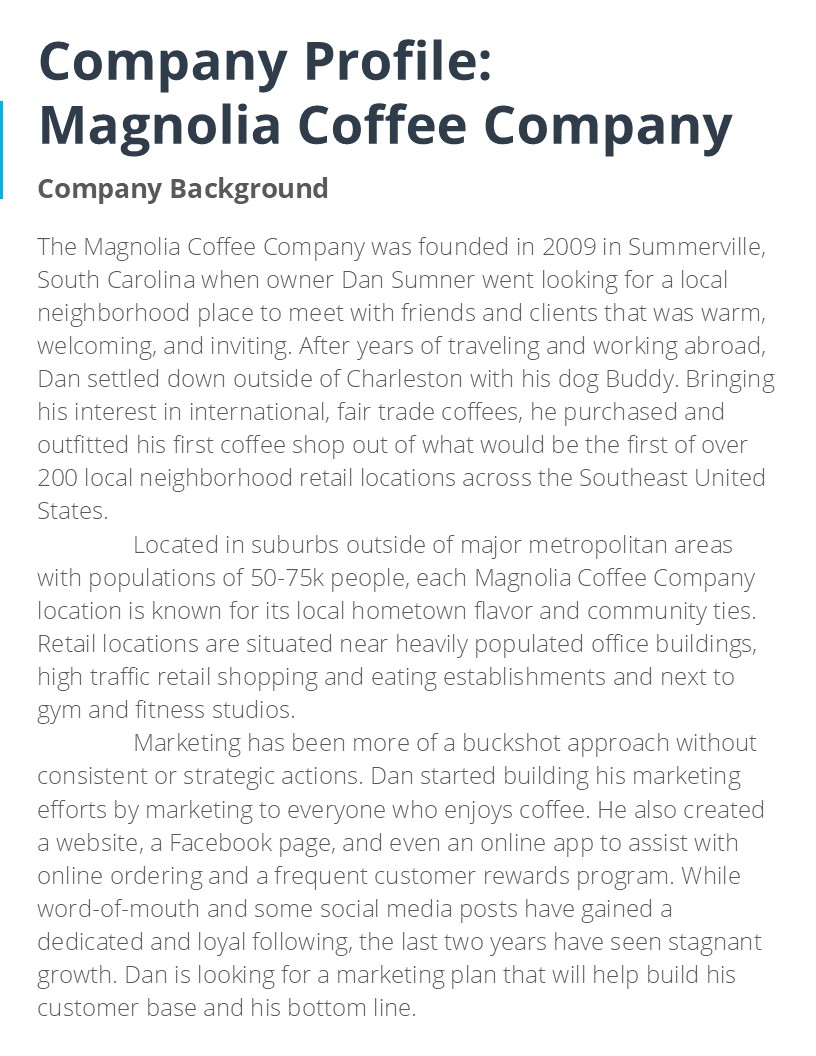 Company Profile:
Magnolia Coffee Company
Company Background
The Magnolia Coffee Company was founded in 2009 in Summerville,
South Carolina when owner Dan Sumner went looking for a local
neighborhood place to meet with friends and clients that was warm,
welcoming, and inviting. After years of traveling and working abroad,
Dan settled down outside of Charleston with his dog Buddy. Bringing
his interest in international, fair trade coffees, he purchased and
outfitted his first coffee shop out of what would be the first of over
200 local neighborhood retail locations across the Southeast United
States.
Located in suburbs outside of major metropolitan areas
with populations of 50-75k people, each Magnolia Coffee Company
location is known for its local hometown flavor and community ties.
Retail locations are situated near heavily populated office buildings,
high traffic retail shopping and eating establishments and next to
gym and fitness studios.
Marketing has been more of a buckshot approach without
consistent or strategic actions. Dan started building his marketing
efforts by marketing to everyone who enjoys coffee. He also created
a website, a Facebook page, and even an online app to assist with
online ordering and a frequent customer rewards program. While
word-of-mouth and some social media posts have gained a
dedicated and loyal following, the last two years have seen stagnant
growth. Dan is looking for a marketing plan that will help build his
customer base and his bottom line.